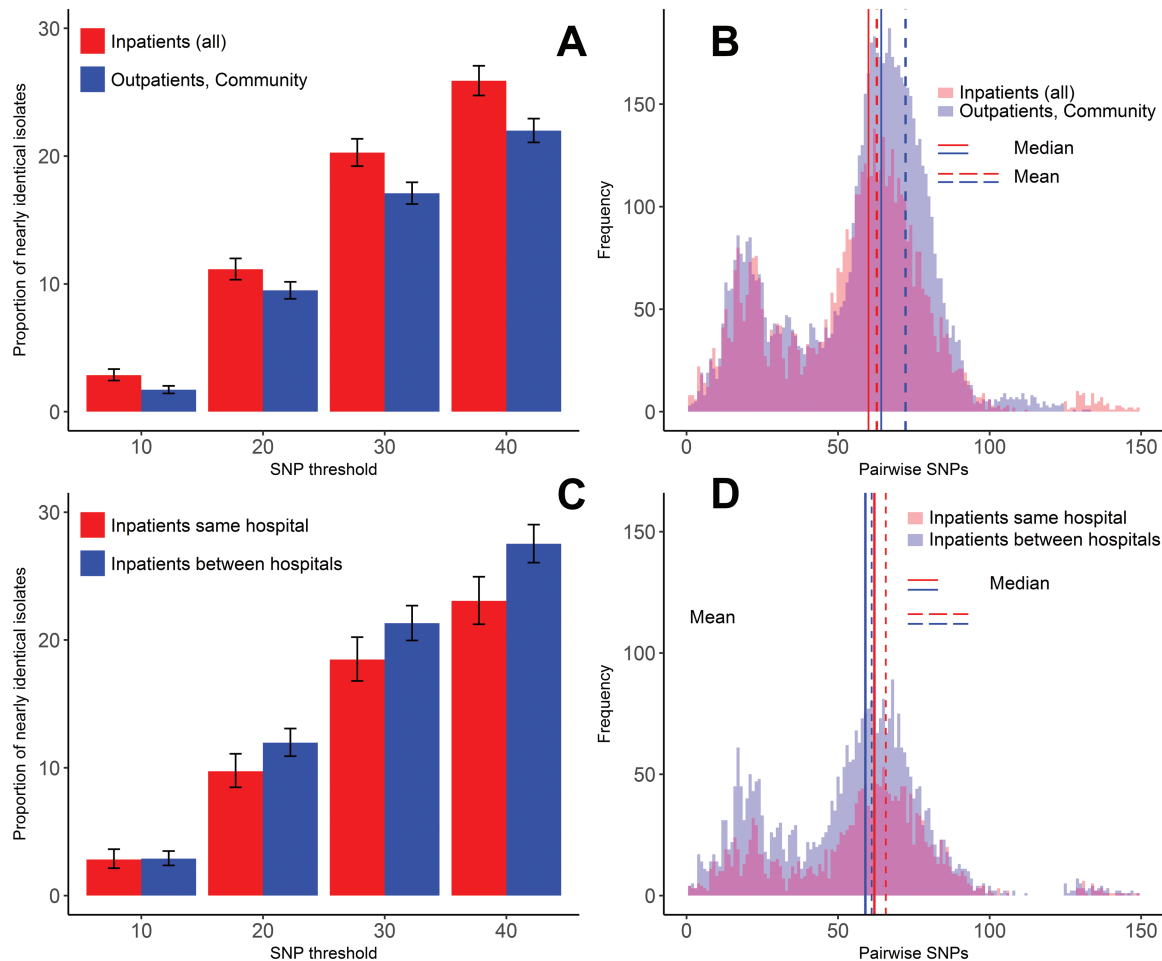 A
Inpatients (all)
Outpatients, Community
Proportion of nearly identical isolates
30
20
10
0
10 20 30 40
SNP threshold
B
Inpatients (all)
Outpatients, Community
Median
Mean
Frequency
150
100
50
0
0 50 100 150
Pairwise SNPs
C
Inpatients same hospital
Inpatients between hospitals
Proportion of nearly identical isolates
30
20
10
0
10 20 30 40
SNP threshold
D
Inpatients same hospital
Inpatients between hospitals
Median
Mean
Frequency
150
100
50
0
0 50 100 150
Pairwise SNPs